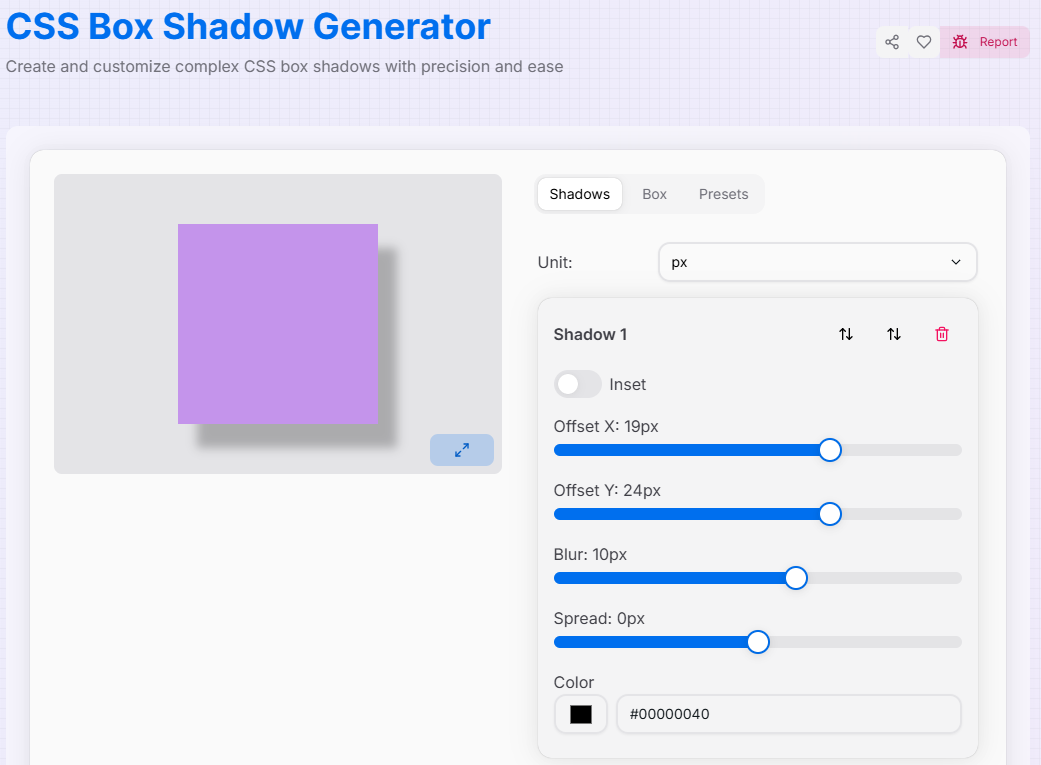 CSS Box Shadow Generator
Create and customize complex CSS box shadows with precision and ease
Report
Shadows Box Presets
Unit: px
Shadow 1
Inset
Offset X: 19px
Offset Y: 24px
Blur: 10px
Spread: 0px
Color
#00000040